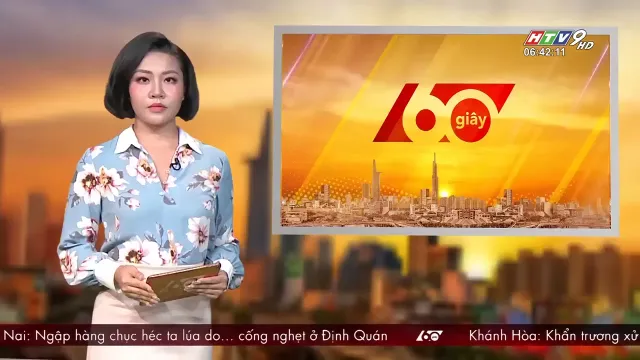 HTV9 HD
06:42:11
60 giây
Nai: Ngập hàng chục héc ta lúa do... cống nghẹt ở Định Quán 60 Khánh Hòa: Khẩn trương xử